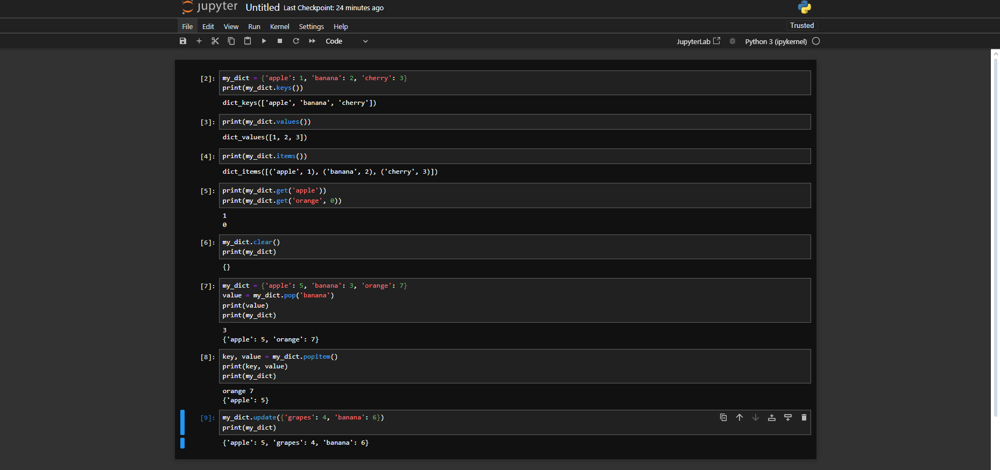 jupyter Untitled Last Checkpoint: 24 minutes ago
File Edit View Run Kernel Settings Help Trusted
Code JupyterLab Python 3 (ipykernel)
[2]: my_dict = {'apple': 1, 'banana': 2, 'cherry': 3}
print(my_dict.keys())
dict_keys(['apple', 'banana', 'cherry'])
[3]: print(my_dict.values())
dict_values([1, 2, 3])
[4]: print(my_dict.items())
dict_items([('apple', 1), ('banana', 2), ('cherry', 3)])
[5]: print(my_dict.get('apple'))
print(my_dict.get('orange', 0))
1
0
[6]: my_dict.clear()
print(my_dict)
{}
[7]: my_dict = {'apple': 5, 'banana': 3, 'orange': 7}
value = my_dict.pop('banana')
print(value)
print(my_dict)
3
{'apple': 5, 'orange': 7}
[8]: key, value = my_dict.popitem()
print(key, value)
print(my_dict)
orange 7
{'apple': 5}
[9]: my_dict.update({'grapes': 4, 'banana': 6})
print(my_dict)
{'apple': 5, 'grapes': 4, 'banana': 6}